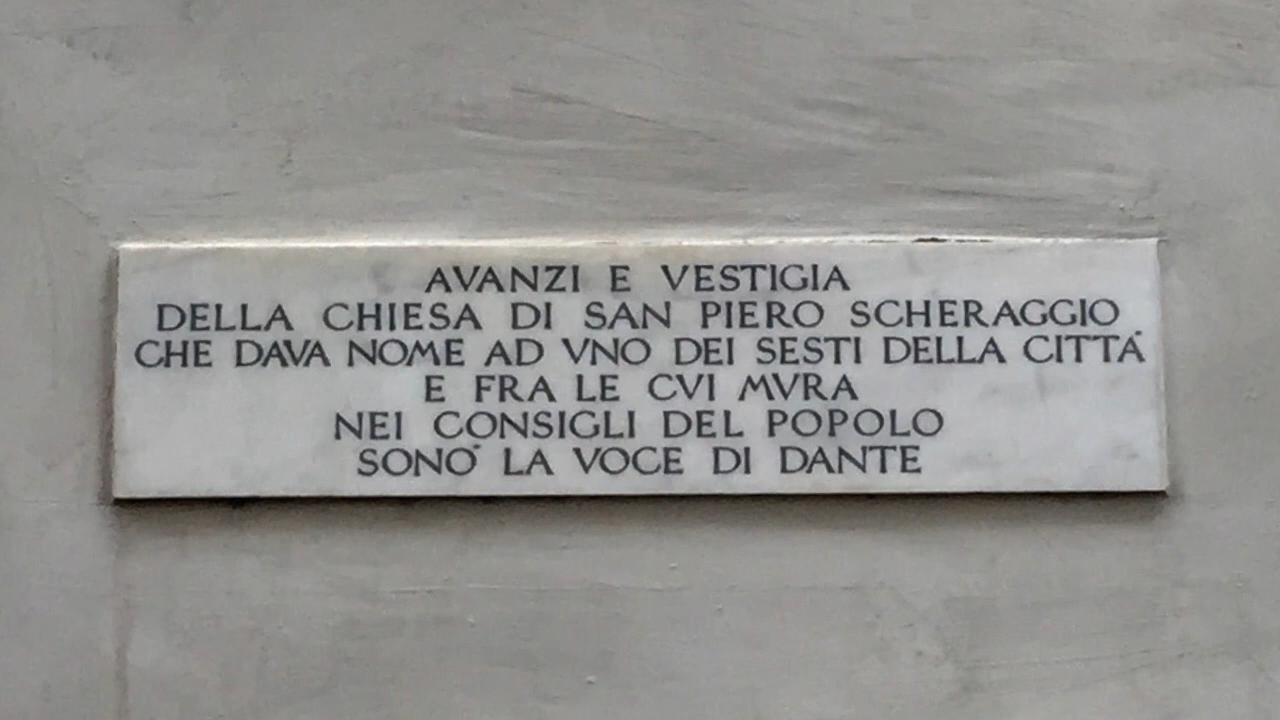 AVANZI E VESTIGIA
DELLA CHIESA DI SAN PIERO SCHERAGGIO
CHE DAVA NOME AD VNO DEI SESTI DELLA CITTÀ
E FRA LE CVI MVRA
NEI CONSIGLI DEL POPOLO
SONÒ LA VOCE DI DANTE